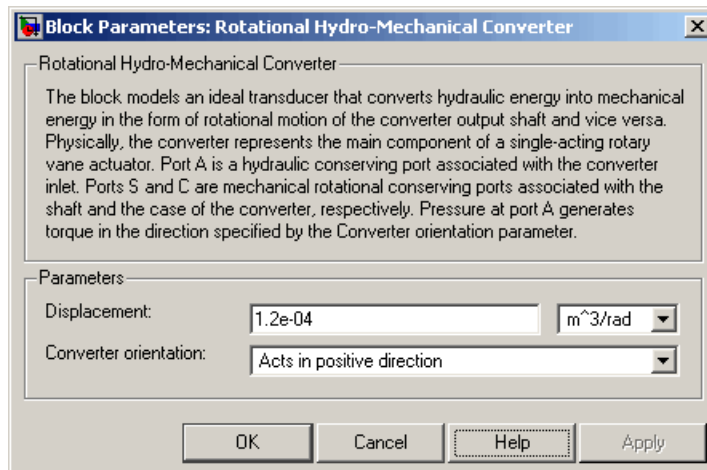 Block Parameters: Rotational Hydro-Mechanical Converter
Rotational Hydro-Mechanical Converter
The block models an ideal transducer that converts hydraulic energy into mechanical
energy in the form of rotational motion of the converter output shaft and vice versa.
Physically, the converter represents the main component of a single-acting rotary
vane actuator. Port A is a hydraulic conserving port associated with the converter
inlet. Ports S and C are mechanical rotational conserving ports associated with the
shaft and the case of the converter, respectively. Pressure at port A generates
torque in the direction specified by the Converter orientation parameter.
Parameters
Displacement: 1.2e-04 m^3/rad
Converter orientation: Acts in positive direction
OK Cancel Help Apply